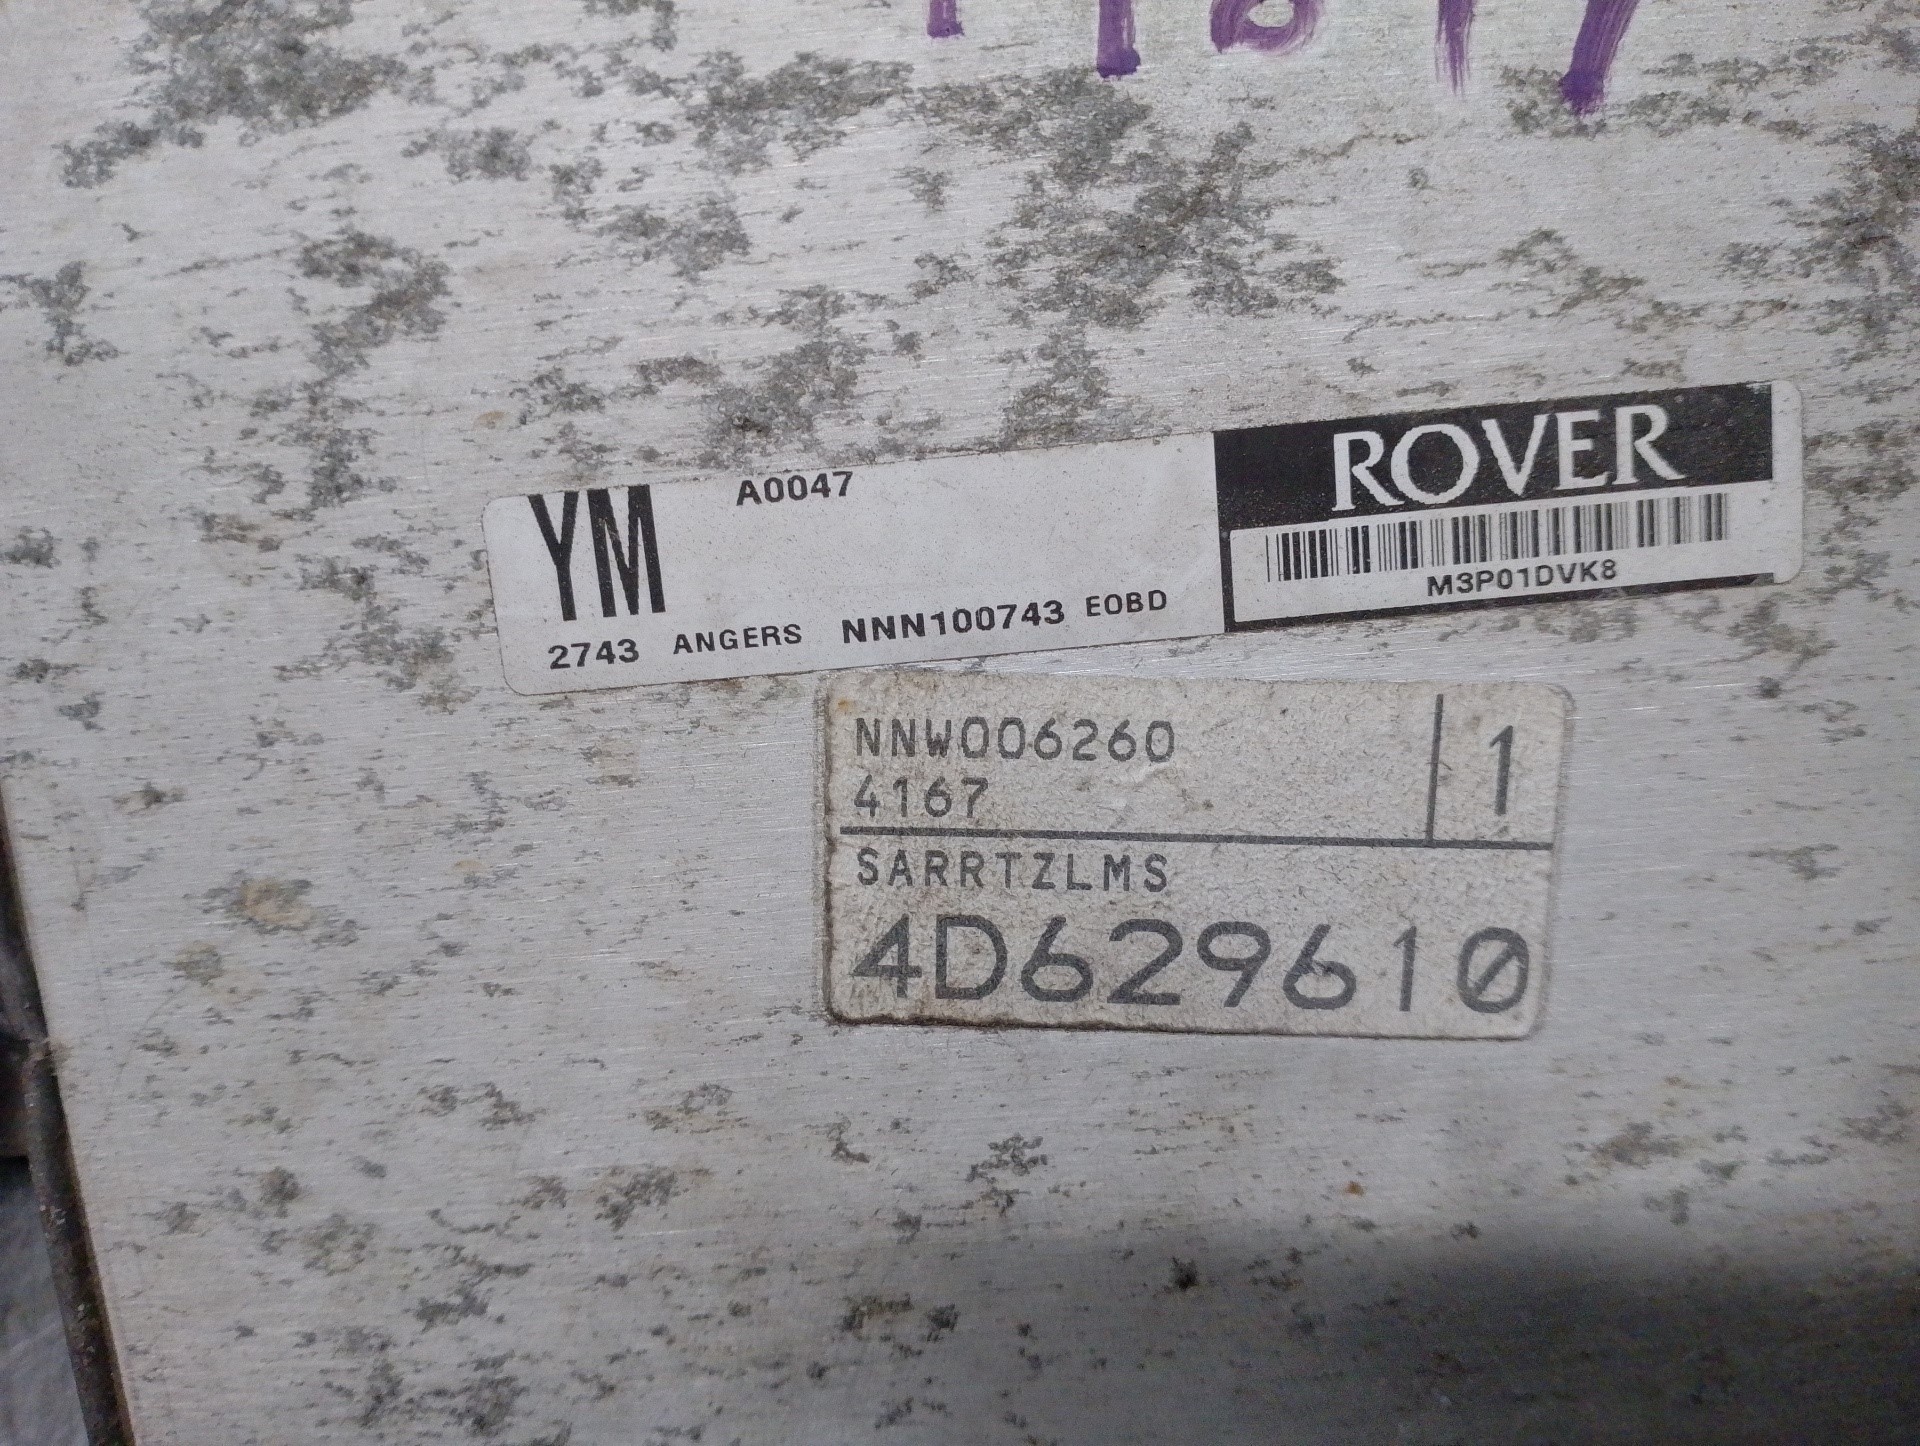 YM A0047
ROVER
M3P01DVK8
2743 ANGERS NNN100743 EOBD
NNW006260 1
4167
SARRTZLMS
4D629610